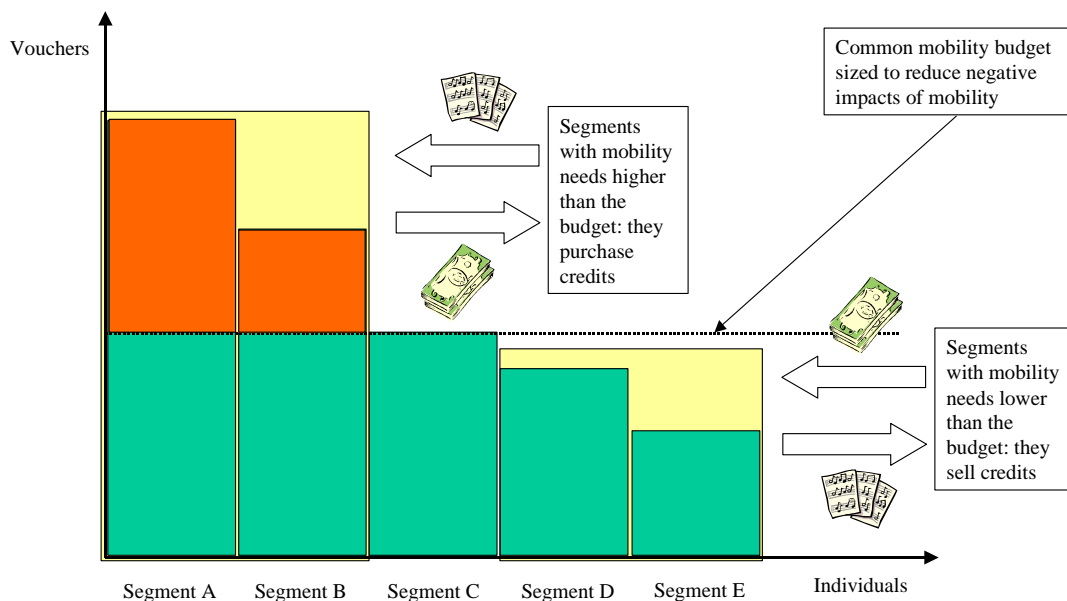 Vouchers
Common mobility budget
sized to reduce negative
impacts of mobility
Segments
with mobility
needs higher
than the
budget: they
purchase
credits
Segments
with mobility
needs lower
than the
budget: they
sell credits
Segment A
Segment B
Segment C
Segment D
Segment E
Individuals